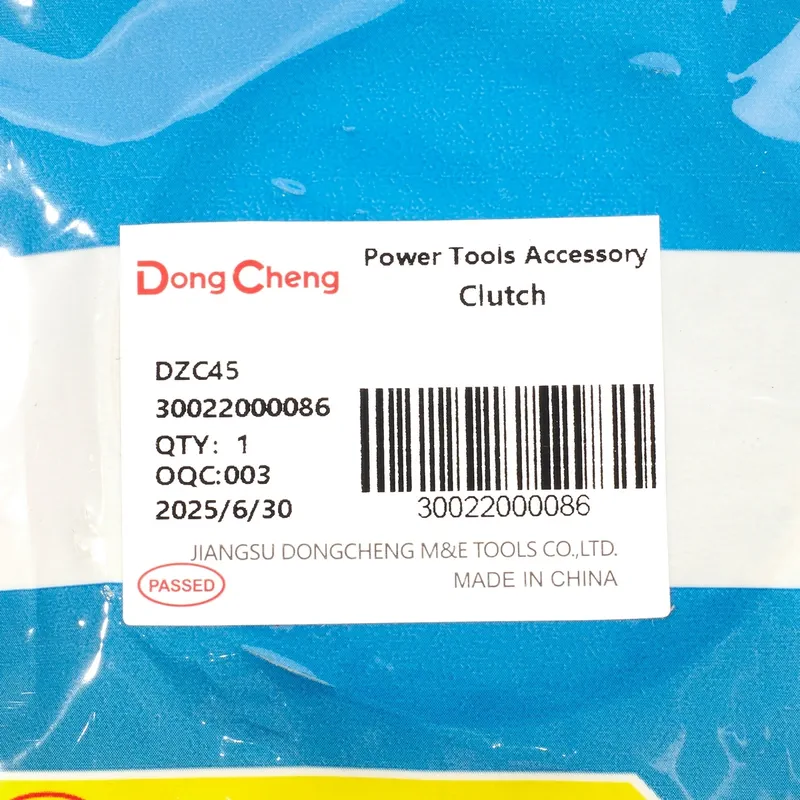 Dong Cheng
Power Tools Accessory
Clutch
DZC45
30022000086
QTY: 1
OQC:003
2025/6/30
30022000086
JIANGSU DONGCHENG M&E TOOLS CO.,LTD.
PASSED
MADE IN CHINA